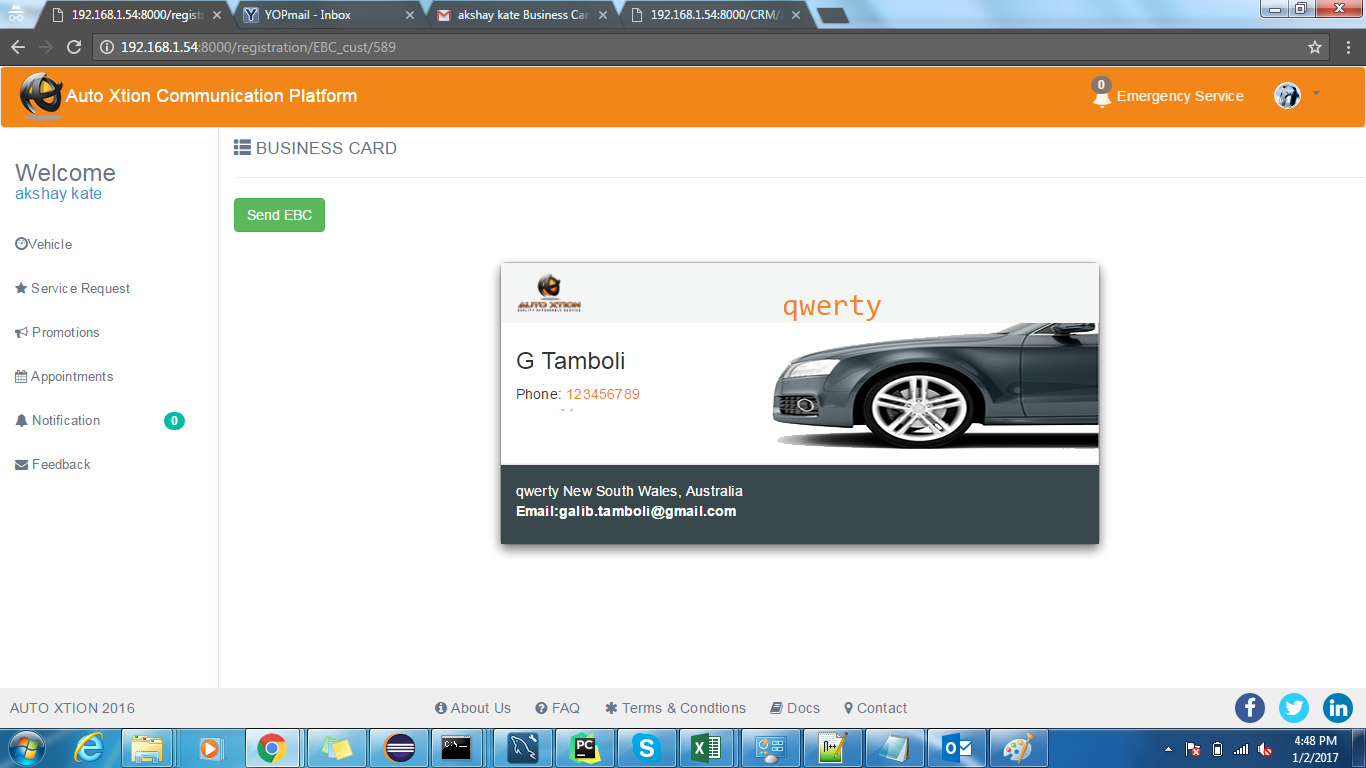 192.168.1.54:8000/registr
YOPmail - Inbox
akshay kate Business Car
192.168.1.54:8000/CRM/
192.168.1.54:8000/registration/EBC_cust/589
Auto Xtion Communication Platform
0
Emergency Service
Welcome
akshay kate
Vehicle
Service Request
Promotions
Appointments
Notification 0
Feedback
BUSINESS CARD
Send EBC
AUTO XTION
QUALITY AFFORDABLE SERVICE
qwerty
G Tamboli
Phone: 123456789
qwerty New South Wales, Australia
Email:galib.tamboli@gmail.com
AUTO XTION 2016
About Us
FAQ
Terms & Condtions
Docs
Contact
4:48 PM
1/2/2017